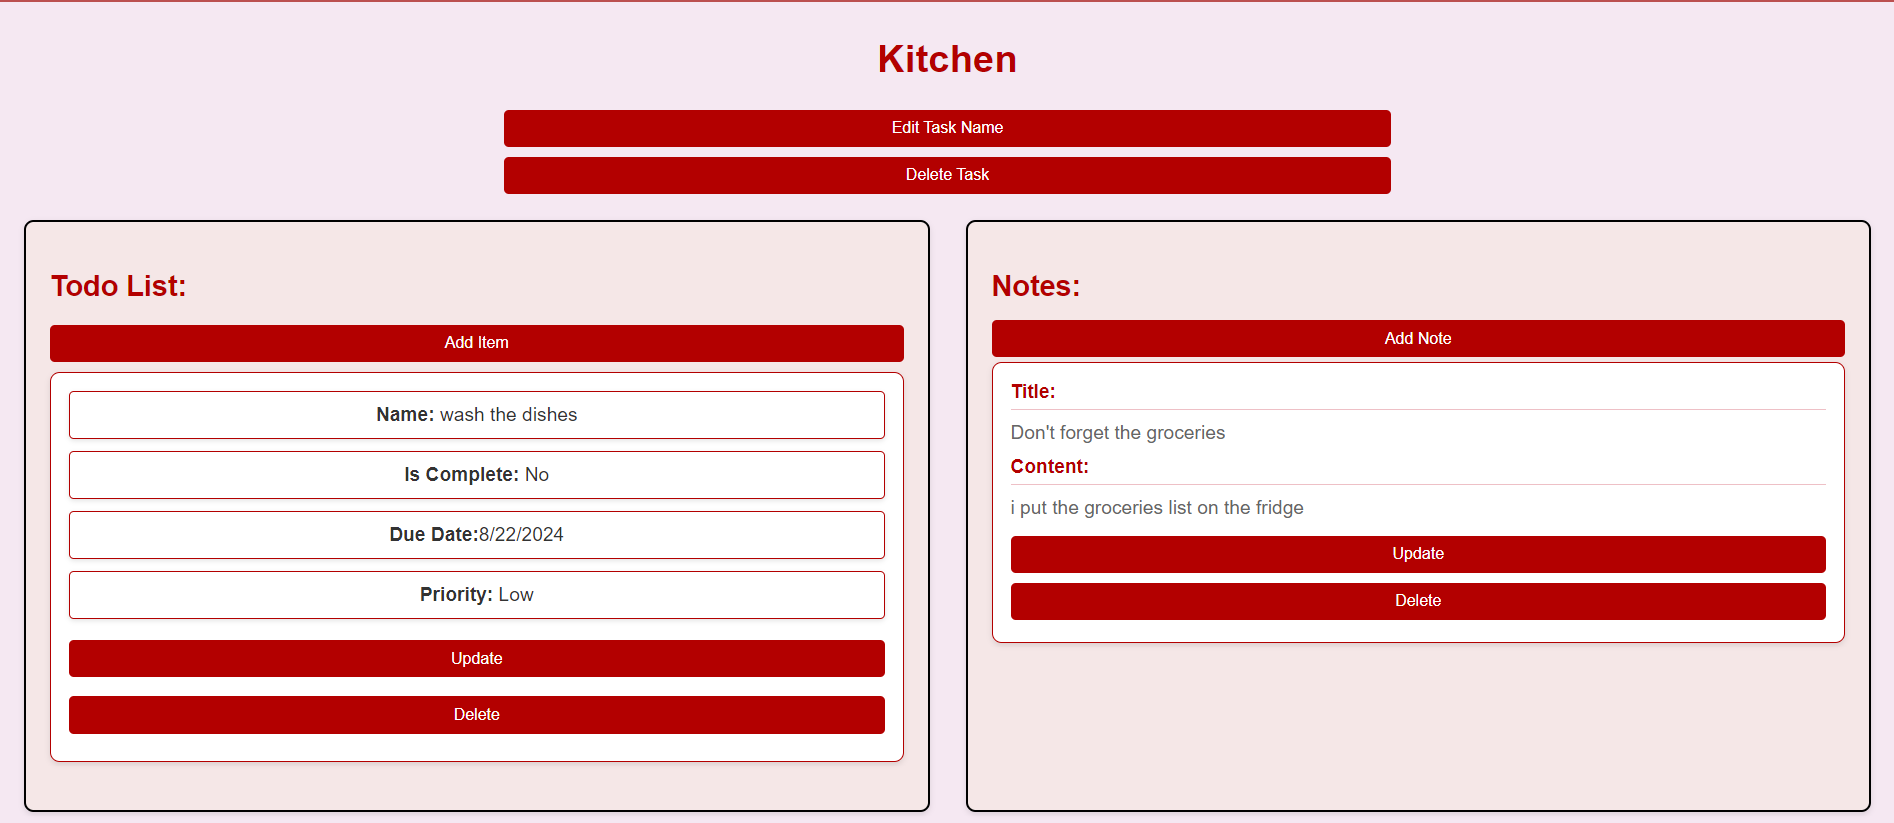 Kitchen
Edit Task Name
Delete Task
Todo List:
Add Item
Name: wash the dishes
Is Complete: No
Due Date:8/22/2024
Priority: Low
Update
Delete
Notes:
Add Note
Title:
Don't forget the groceries
Content:
i put the groceries list on the fridge
Update
Delete